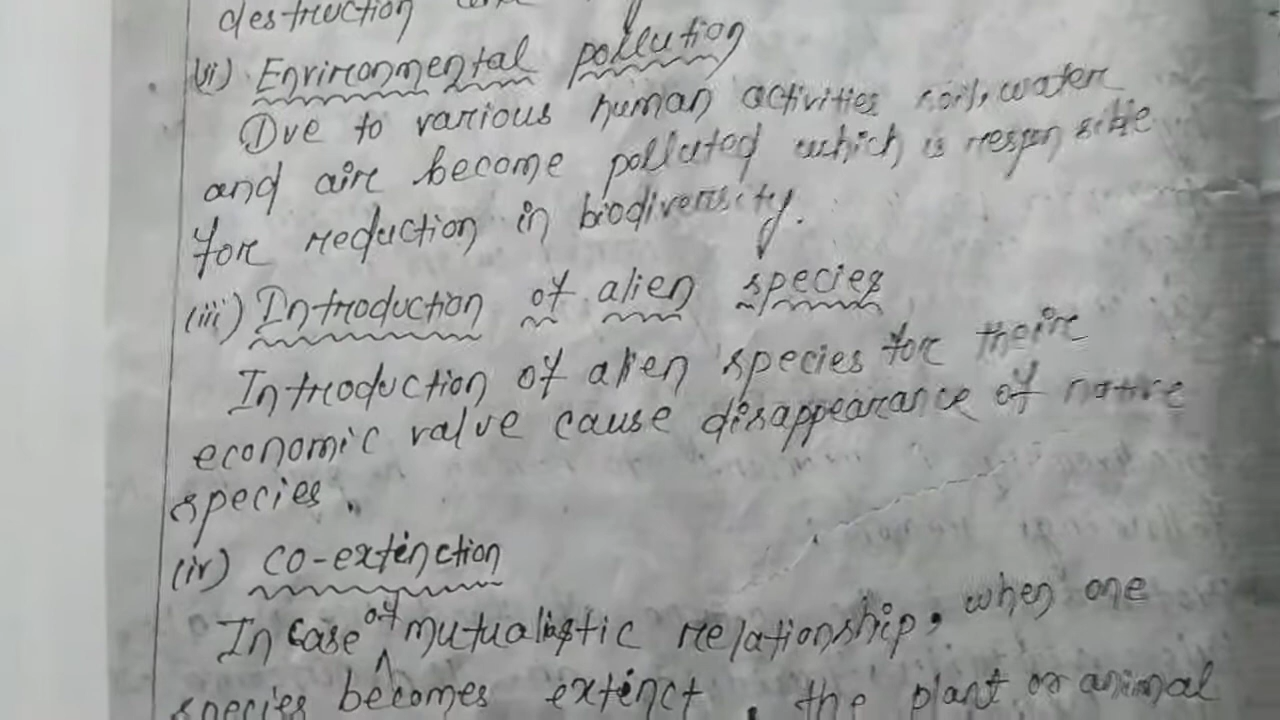 destruction
(ii) Environmental pollution
Due to various human activities soil, water
and air become polluted which is responsible
for reduction in biodiversity.
(iii) Introduction of alien species
Introduction of alien species for their
economic value cause disappearance of native
species.
(iv) Co-extinction
In case of mutualistic relationship, when one
species becomes extinct, the plant or animal